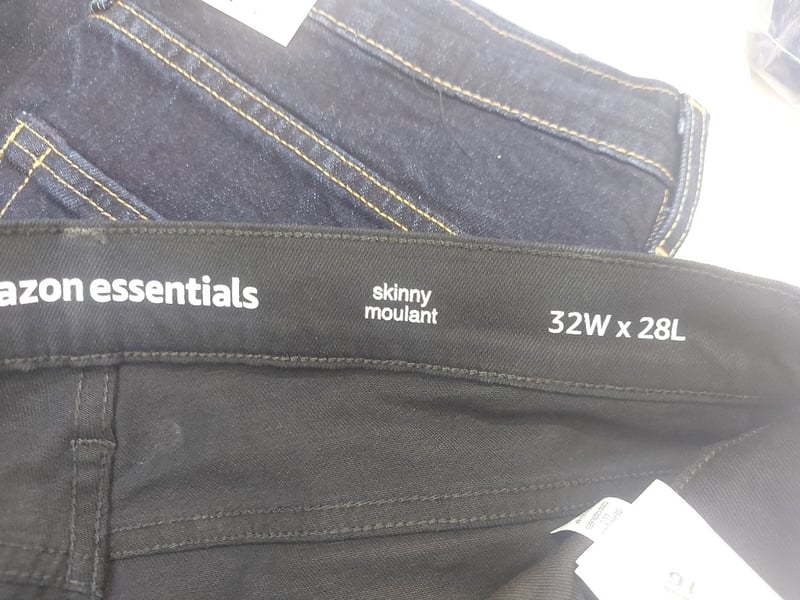 azon essentials
skinny
moulant
32W x 28L